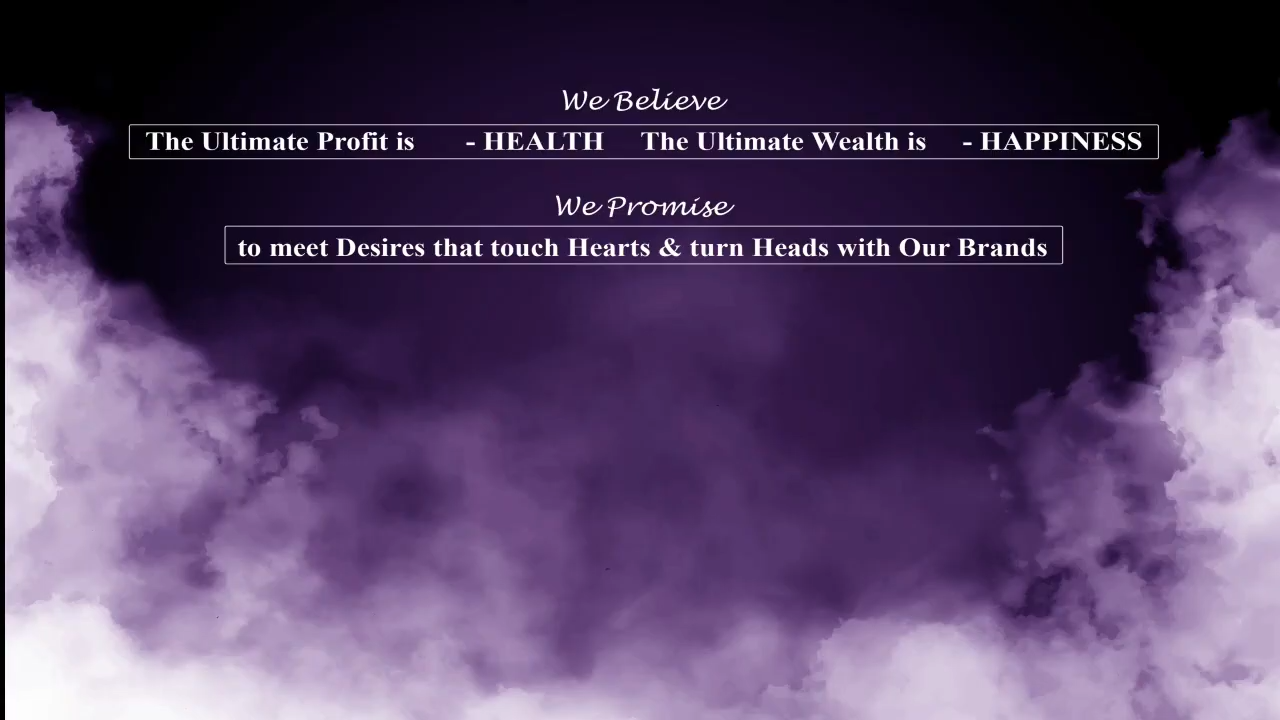 We Believe
The Ultimate Profit is - HEALTH The Ultimate Wealth is - HAPPINESS
We Promise
to meet Desires that touch Hearts & turn Heads with Our Brands